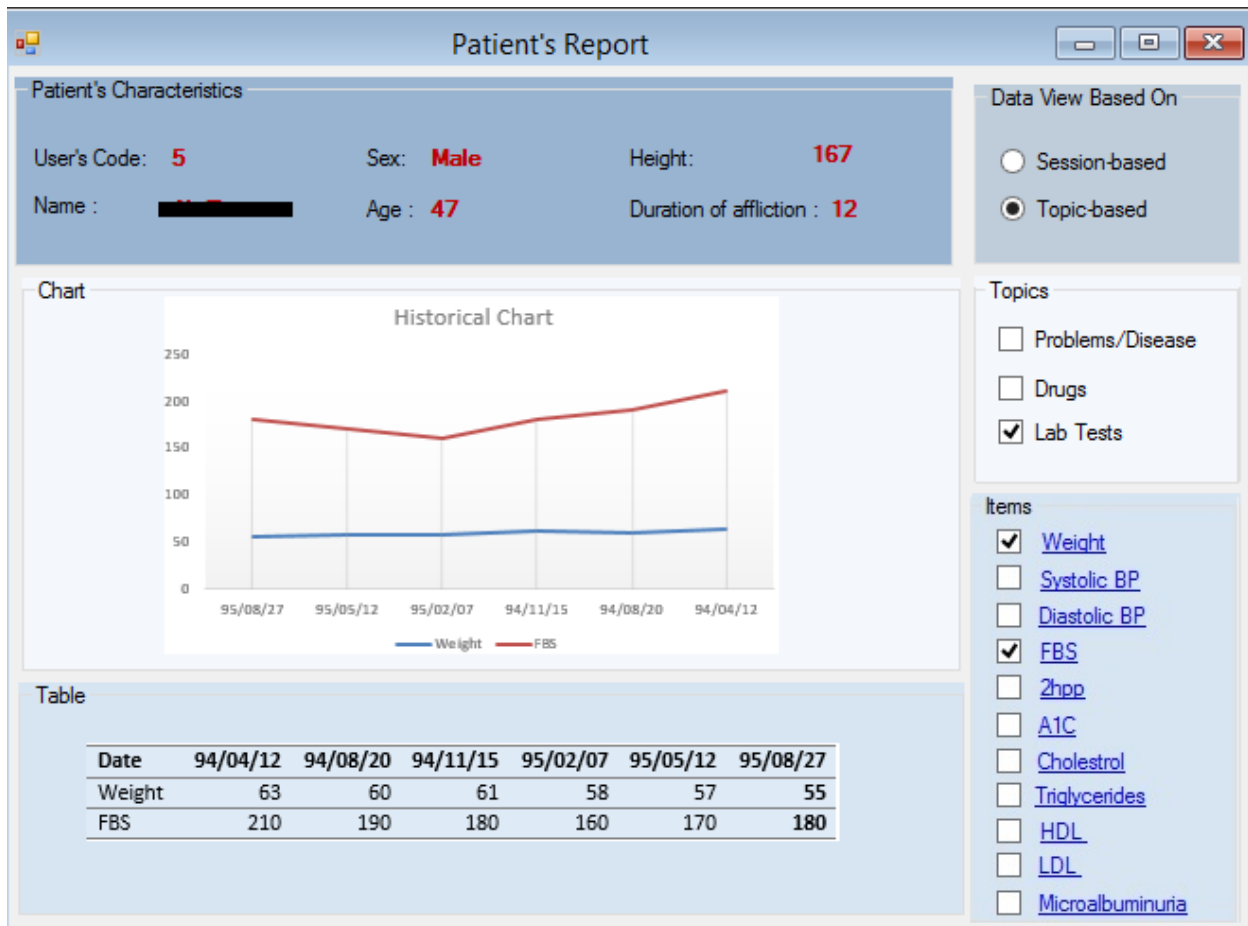 Patient's Report
Patient's Characteristics
User's Code: 5 Sex: Male Height: 167
Name : Age : 47 Duration of affliction : 12
Data View Based On
Session-based
Topic-based
Chart
Historical Chart
250
200
150
100
50
0
95/08/27 95/05/12 95/02/07 94/11/15 94/08/20 94/04/12
Weight FBS
Topics
Problems/Disease
Drugs
Lab Tests
Items
Weight
Systolic BP
Diastolic BP
FBS
2hpp
A1C
Cholestrol
Triglycerides
HDL
LDL
Microalbuminuria
Table
Date 94/04/12 94/08/20 94/11/15 95/02/07 95/05/12 95/08/27
Weight 63 60 61 58 57 55
FBS 210 190 180 160 170 180